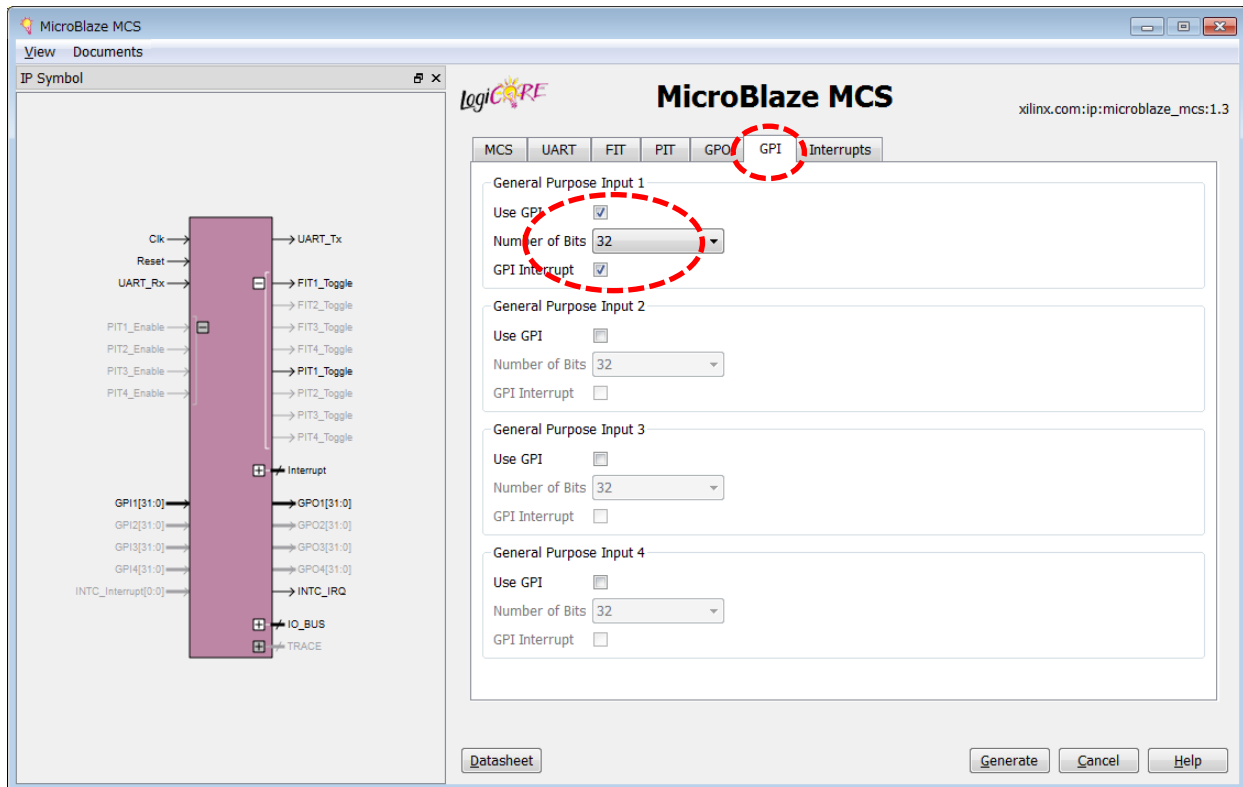 MicroBlaze MCS
View Documents
IP Symbol
Clk
Reset
UART_Rx
PIT1_Enable
PIT2_Enable
PIT3_Enable
PIT4_Enable
GPI1[31:0]
GPI2[31:0]
GPI3[31:0]
GPI4[31:0]
INTC_Interrupt[0:0]
UART_Tx
FIT1_Toggle
FIT2_Toggle
FIT3_Toggle
FIT4_Toggle
PIT1_Toggle
PIT2_Toggle
PIT3_Toggle
PIT4_Toggle
Interrupt
GPO1[31:0]
GPO2[31:0]
GPO3[31:0]
GPO4[31:0]
INTC_IRQ
IO_BUS
TRACE
LogiCORE
MicroBlaze MCS
xilinx.com:ip:microblaze_mcs:1.3
MCS UART FIT PIT GPO GPI Interrupts
General Purpose Input 1
Use GPI
Number of Bits 32
GPI Interrupt
General Purpose Input 2
Use GPI
Number of Bits 32
GPI Interrupt
General Purpose Input 3
Use GPI
Number of Bits 32
GPI Interrupt
General Purpose Input 4
Use GPI
Number of Bits 32
GPI Interrupt
Datasheet Generate Cancel Help